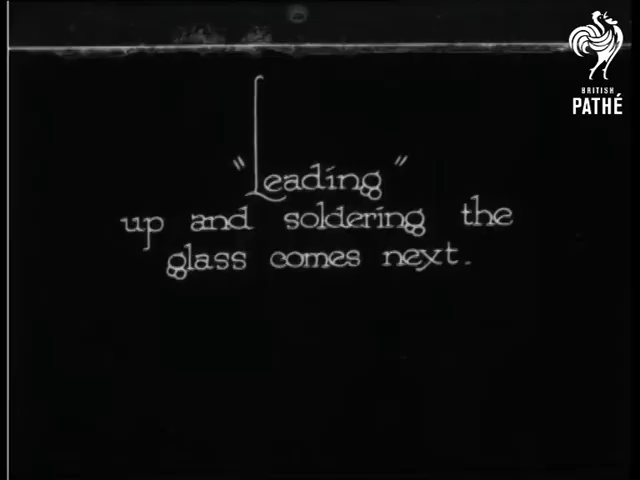 BRITISH
PATHÉ
"Leading"
up and soldering the
glass comes next.